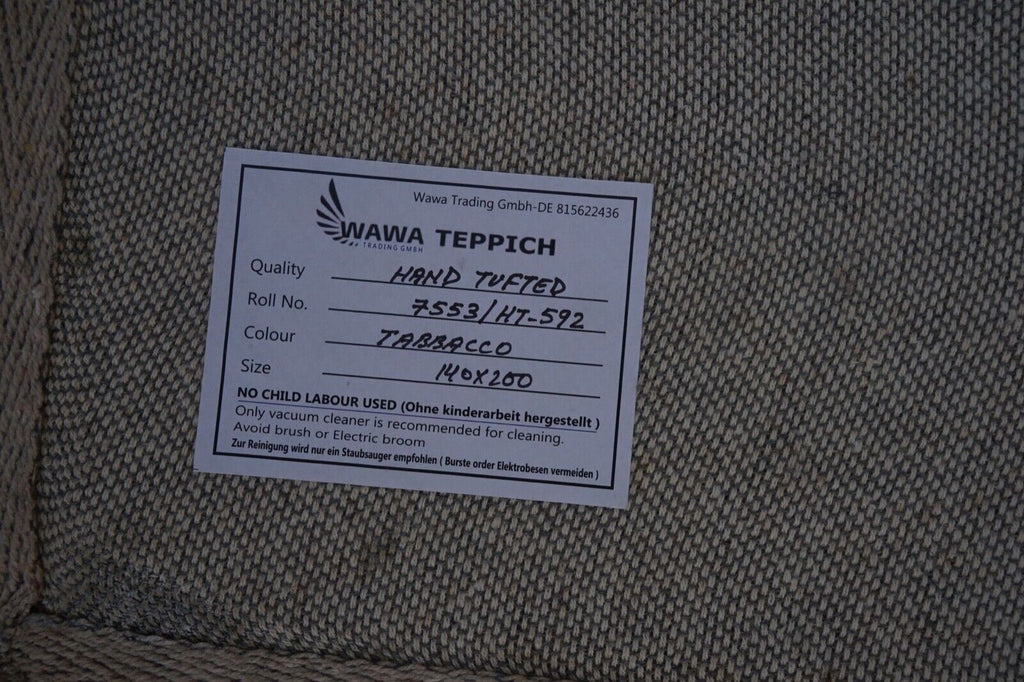 Wawa Trading Gmbh-DE 815622436
WAWA TEPPICH
TRADING GMBH
Quality HAND TUFTED
Roll No. 7553/HT-592
Colour TABBACCO
Size 140X200
NO CHILD LABOUR USED (Ohne kinderarbeit hergestellt )
Only vacuum cleaner is recommended for cleaning.
Avoid brush or Electric broom
Zur Reinigung wird nur ein Staubsauger empfohlen ( Burste order Elektrobesen vermeiden )